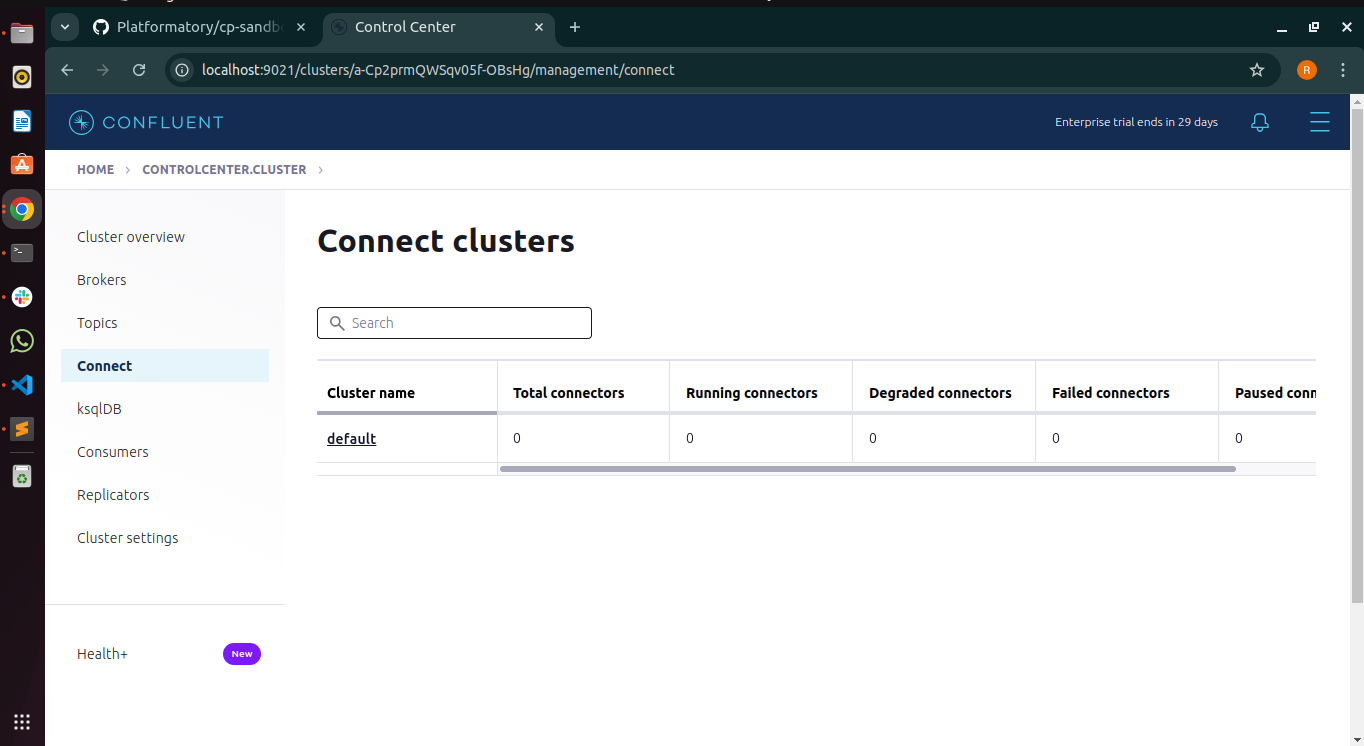 Platformatory/cp-sandb
Control Center
localhost:9021/clusters/a-Cp2prmQWSqv05f-OBsHg/management/connect
R
CONFLUENT
Enterprise trial ends in 29 days
HOME > CONTROLCENTER.CLUSTER >
Cluster overview
Brokers
Topics
Connect
ksqlDB
Consumers
Replicators
Cluster settings
Health+
New
Connect clusters
Search
Cluster name Total connectors Running connectors Degraded connectors Failed connectors Paused conn
default 0 0 0 0 0